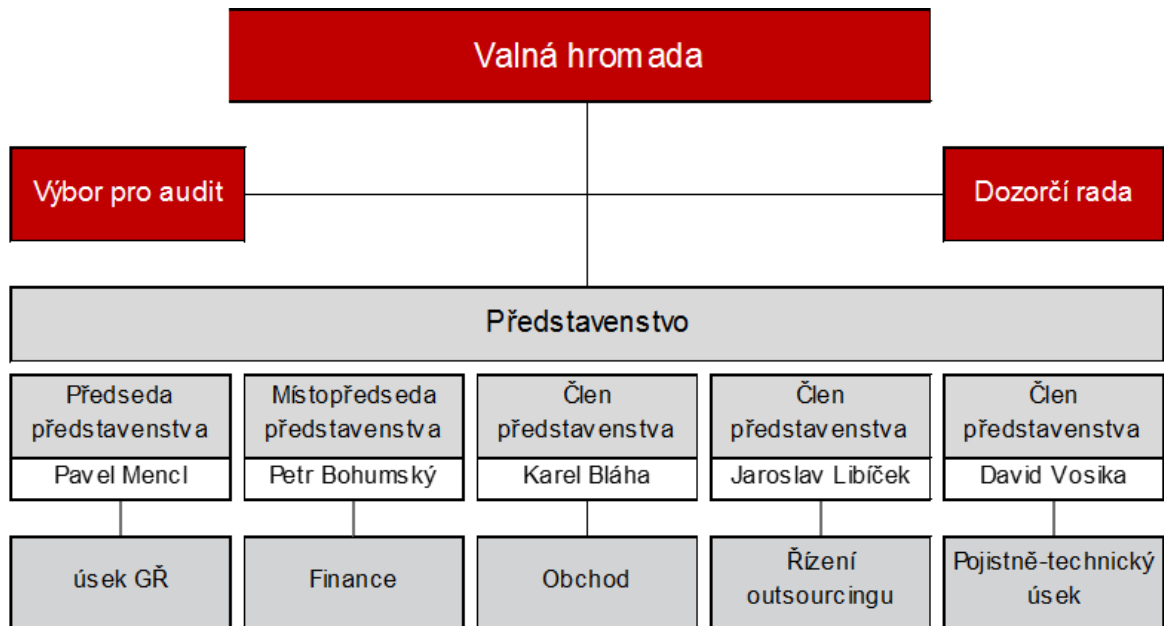 Valná hromada
Výbor pro audit
Dozorčí rada
Představenstvo
Předseda
představenstva
Pavel Mencl
Místopředseda
představenstva
Petr Bohumský
Člen
představenstva
Karel Bláha
Člen
představenstva
Jaroslav Libíček
Člen
představenstva
David Vosika
úsek GŘ
Finance
Obchod
Řízení
outsourcingu
Pojistně-technický
úsek